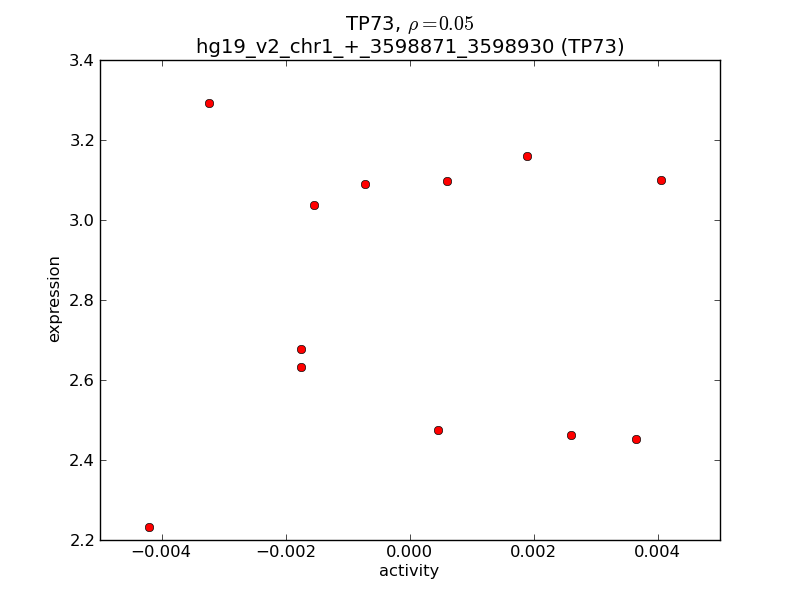 TP73, ρ = 0.05
hg19_v2_chr1_+_3598871_3598930 (TP73)
3.4
3.2
3.0
2.8
2.6
2.4
2.2
expression
−0.004 −0.002 0.000 0.002 0.004
activity